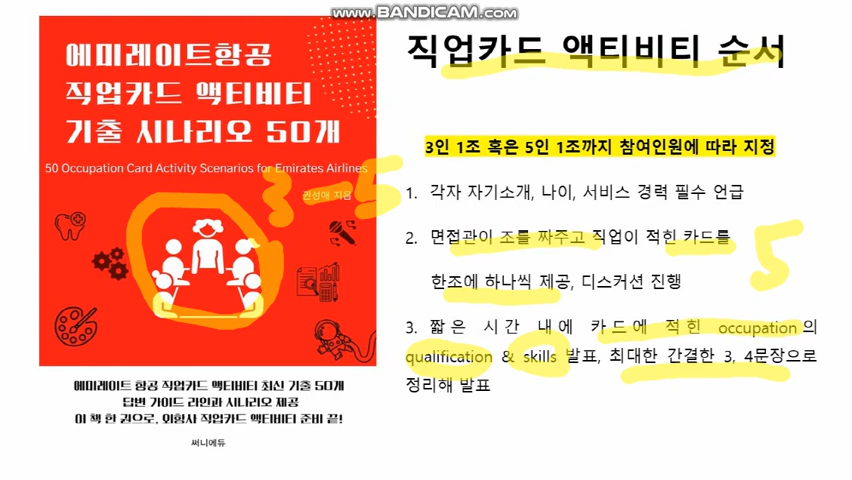 www.BANDICAM.com
에미레이트항공
직업카드 액티비티
기출 시나리오 50개
50 Occupation Card Activity Scenarios for Emirates Airlines
권성애 지음
3-5
에미레이트 항공 직업카드 액티비티 최신 기출 50개
답변 가이드 라인과 시나리오 제공
이 책 한 권으로, 외항사 직업카드 액티비티 준비 끝!
써니에듀
직업카드 액티비티 순서
3인 1조 혹은 5인 1조까지 참여인원에 따라 지정
1. 각자 자기소개, 나이, 서비스 경력 필수 언급
2. 면접관이 조를 짜주고 직업이 적힌 카드를
한조에 하나씩 제공, 디스커션 진행
5
3. 짧은 시간 내에 카드에 적힌 occupation의
qualification & skills 발표, 최대한 간결한 3, 4문장으로
정리해 발표